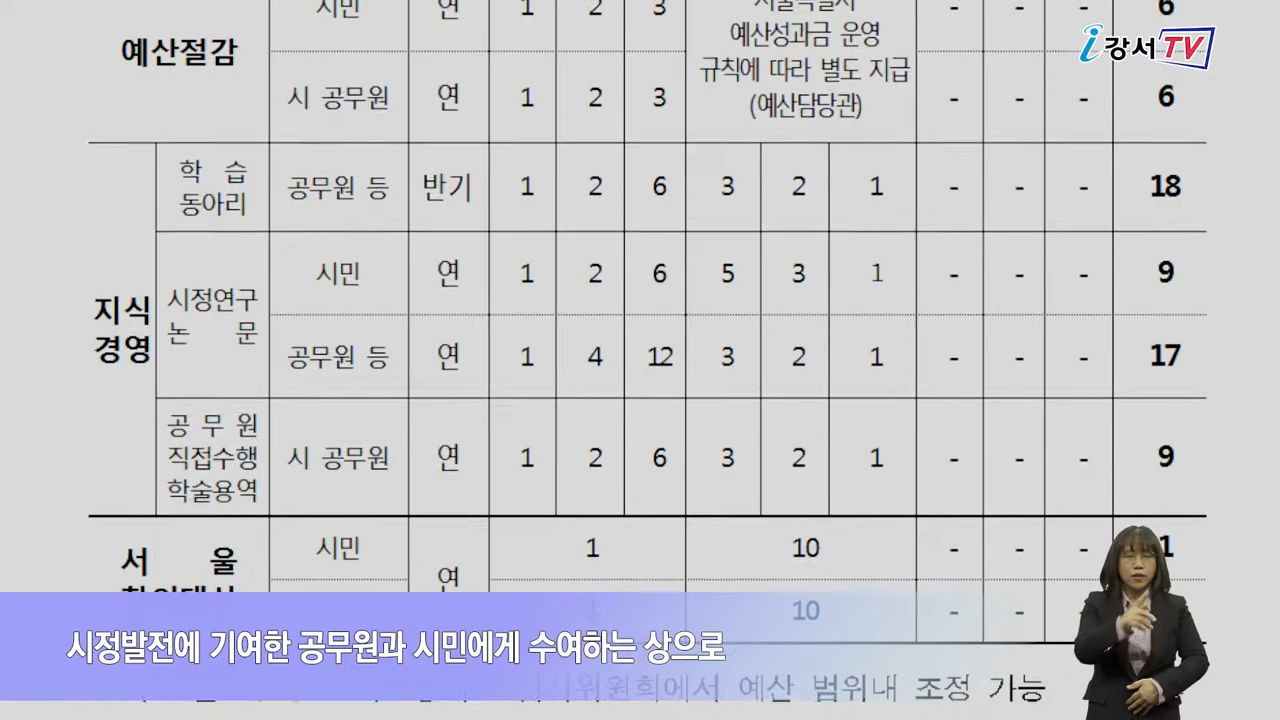 시민 연 1 2 3 - - - 6
예산절감
예산성과금 운영
규칙에 따라 별도 지급
(예산담당관)
i강서TV
시 공무원 연 1 2 3 - - - 6
지식
경영
학 습
동아리
공무원 등 반기 1 2 6 3 2 1 - - - 18
시정연구
논 문
시민 연 1 2 6 5 3 1 - - - 9
공무원 등 연 1 4 12 3 2 1 - - - 17
공 무 원
직접수행
학술용역
시 공무원 연 1 2 6 3 2 1 - - - 9
서 울
시민 연 1 10 - - - 1
1 10 - -
시정발전에 기여한 공무원과 시민에게 수여하는 상으로
예산 범위내 조정 가능